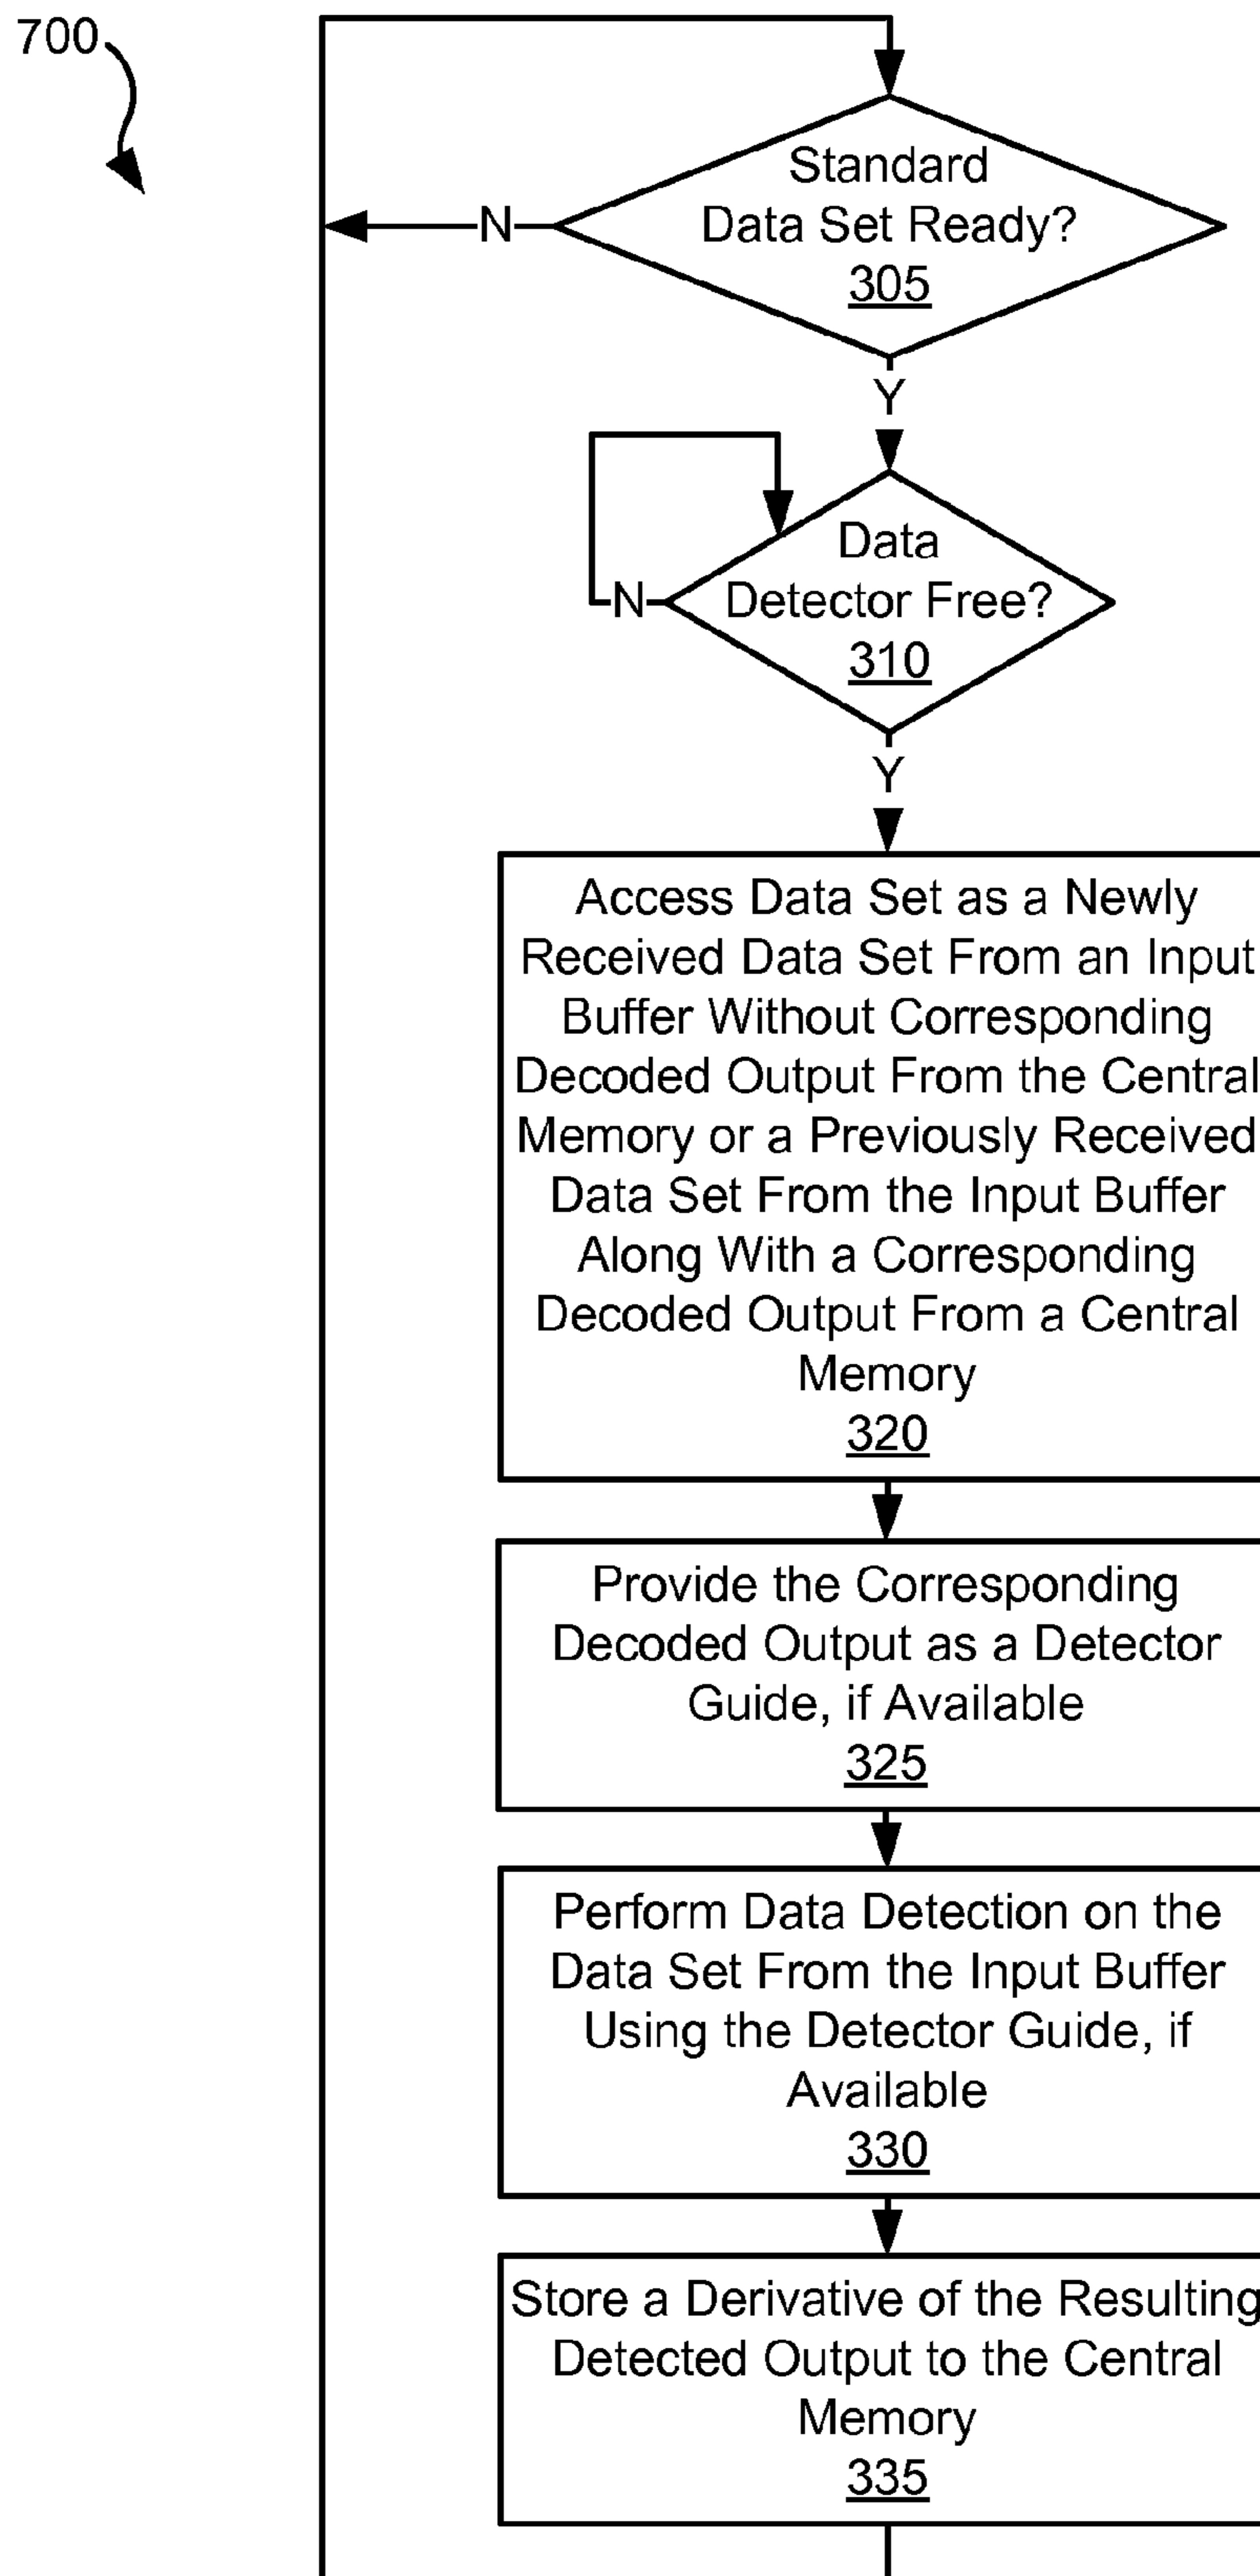 700
Standard
Data Set Ready?
305
N
Y
Data
Detector Free?
310
N
Y
Access Data Set as a Newly
Received Data Set From an Input
Buffer Without Corresponding
Decoded Output From the Central
Memory or a Previously Received
Data Set From the Input Buffer
Along With a Corresponding
Decoded Output From a Central
Memory
320
Provide the Corresponding
Decoded Output as a Detector
Guide, if Available
325
Perform Data Detection on the
Data Set From the Input Buffer
Using the Detector Guide, if
Available
330
Store a Derivative of the Resulting
Detected Output to the Central
Memory
335